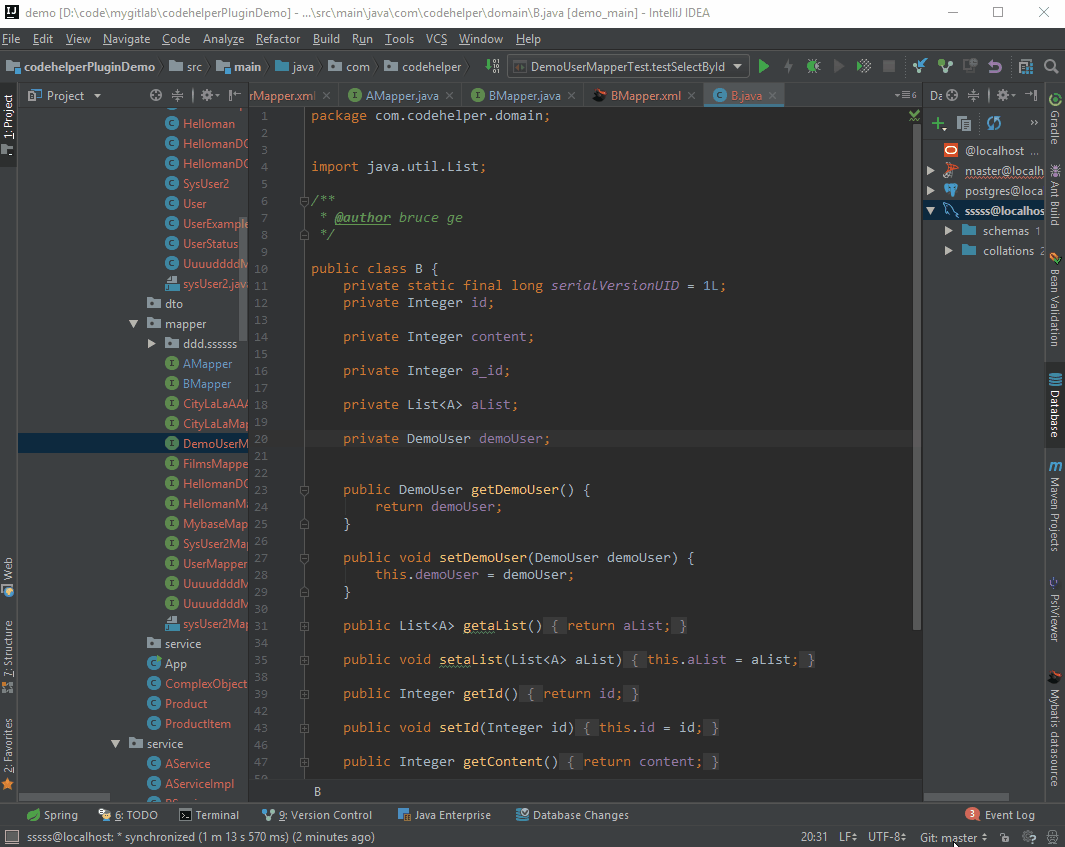 demo [D:\code\mygitlab\codehelperPluginDemo] - ...\src\main\java\com\codehelper\domain\B.java [demo_main] - IntelliJ IDEA
File Edit View Navigate Code Analyze Refactor Build Run Tools VCS Window Help
codehelperPluginDemo src main java com codehelper DemoUserMapperTest.testSelectById
Project
rMapper.xml AMapper.java BMapper.java BMapper.xml B.java
1: Project
Web
7: Structure
2: Favorites
Helloman
HellomanDO
HellomanDO
SysUser2
User
UserExample
UserStatus
UuuuddddM
sysUser2.java
dto
mapper
ddd.ssssss
AMapper
BMapper
CityLaLaAAA
CityLaLaMap
DemoUserM
FilmsMappe
HellomanDO
HellomanMa
MybaseMap
SysUser2Map
UserMapper
UuuuddddM
UuuuddddM
sysUser2Map
service
App
ComplexObject
Product
ProductItem
service
AService
AServiceImpl
1 package com.codehelper.domain;
2
3
4 import java.util.List;
5
6 /**
7 * @author bruce ge
8 */
9
10 public class B {
11 private static final long serialVersionUID = 1L;
12 private Integer id;
13
14 private Integer content;
15
16 private Integer a_id;
17
18 private List<A> aList;
19
20 private DemoUser demoUser;
21
22
23 public DemoUser getDemoUser() {
24 return demoUser;
25 }
26
27 public void setDemoUser(DemoUser demoUser) {
28 this.demoUser = demoUser;
29 }
30
31 public List<A> getaList() { return aList; }
34
35 public void setaList(List<A> aList) { this.aList = aList; }
38
39 public Integer getId() { return id; }
42
43 public void setId(Integer id) { this.id = id; }
46
47 public Integer getContent() { return content; }
50
B
Da
@localhost ...
master@localh
postgres@loca
sssss@localhos
schemas 1
collations 2
Gradle
Ant Build
Bean Validation
Database
Maven Projects
PsiViewer
Mybatis datasource
Spring 6: TODO Terminal 9: Version Control Java Enterprise Database Changes 3 Event Log
sssss@localhost: * synchronized (1 m 13 s 570 ms) (2 minutes ago) 20:31 LF UTF-8 Git: master